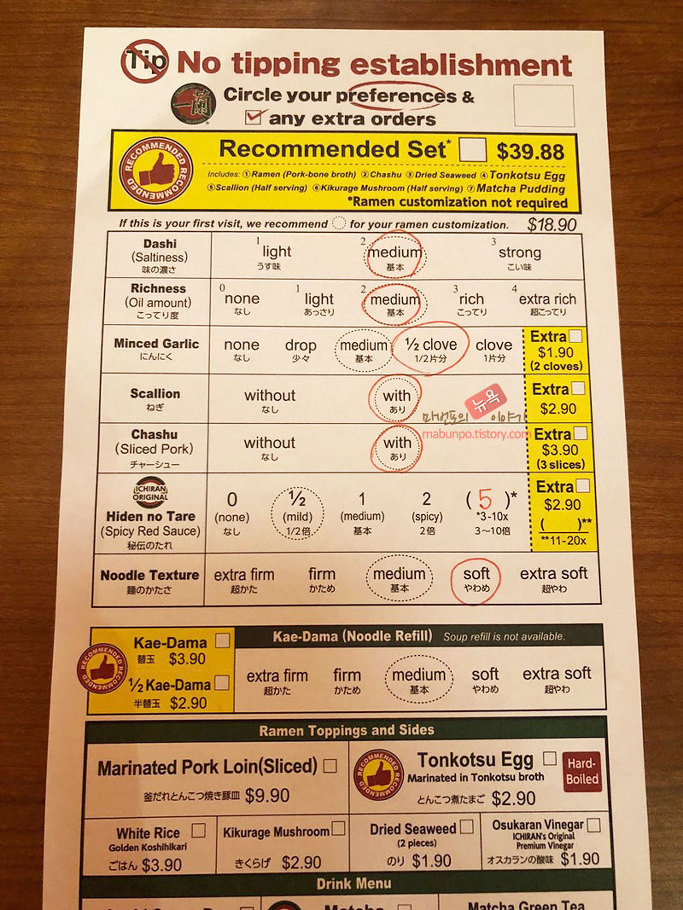 Tip No tipping establishment
一蘭
Circle your preferences &
any extra orders
RECOMMENDED RECOMMENDED
Recommended Set* $39.88
Includes: ①Ramen (Pork-bone broth) ②Chashu ③Dried Seaweed ④Tonkotsu Egg
⑤Scallion (Half serving) ⑥Kikurage Mushroom (Half serving) ⑦Matcha Pudding
*Ramen customization not required
If this is your first visit, we recommend for your ramen customization. $18.90
Dashi
(Saltiness)
味の濃さ
1 light 2 medium 3 strong
うす味 基本 こい味
Richness
(Oil amount)
こってり度
0 none 1 light 2 medium 3 rich 4 extra rich
なし あっさり 基本 こってり 超こってり
Minced Garlic
にんにく
none drop medium ½ clove clove
なし 少々 基本 1/2片分 1片分
Extra
$1.90
(2 cloves)
Scallion
ねぎ
without with
なし あり
Extra
$2.90
마번포의 뉴욕 이야기
mabunpo.tistory.com
Chashu
(Sliced Pork)
チャーシュー
without with
なし あり
Extra
$3.90
(3 slices)
ICHIRAN
ORIGINAL
Hiden no Tare
(Spicy Red Sauce)
秘伝のたれ
0 ½ 1 2 ( 5 )*
(none) (mild) (medium) (spicy) *3-10x
なし 1/2倍 基本 2倍 3～10倍
Extra
$2.90
( )**
**11-20x
Noodle Texture
麺のかたさ
extra firm firm medium soft extra soft
超かた かため 基本 やわめ 超やわ
RECOMMENDED RECOMMENDED
Kae-Dama
替玉 $3.90
½ Kae-Dama
半替玉 $2.90
Kae-Dama (Noodle Refill) Soup refill is not available.
extra firm firm medium soft extra soft
超かた かため 基本 やわめ 超やわ
Ramen Toppings and Sides
Marinated Pork Loin(Sliced)
釜だれとんこつ焼き豚皿 $9.90
RECOMMENDED RECOMMENDED
Tonkotsu Egg
Marinated in Tonkotsu broth
とんこつ煮たまご $2.90
Hard-
Boiled
White Rice
Golden Koshihikari
ごはん $3.90
Kikurage Mushroom
きくらげ $2.90
Dried Seaweed
(2 pieces)
のり $1.90
Osukaran Vinegar
ICHIRAN's Original
Premium Vinegar
オスカランの酸味 $1.90
Drink Menu
Matcha
Matcha Green Tea